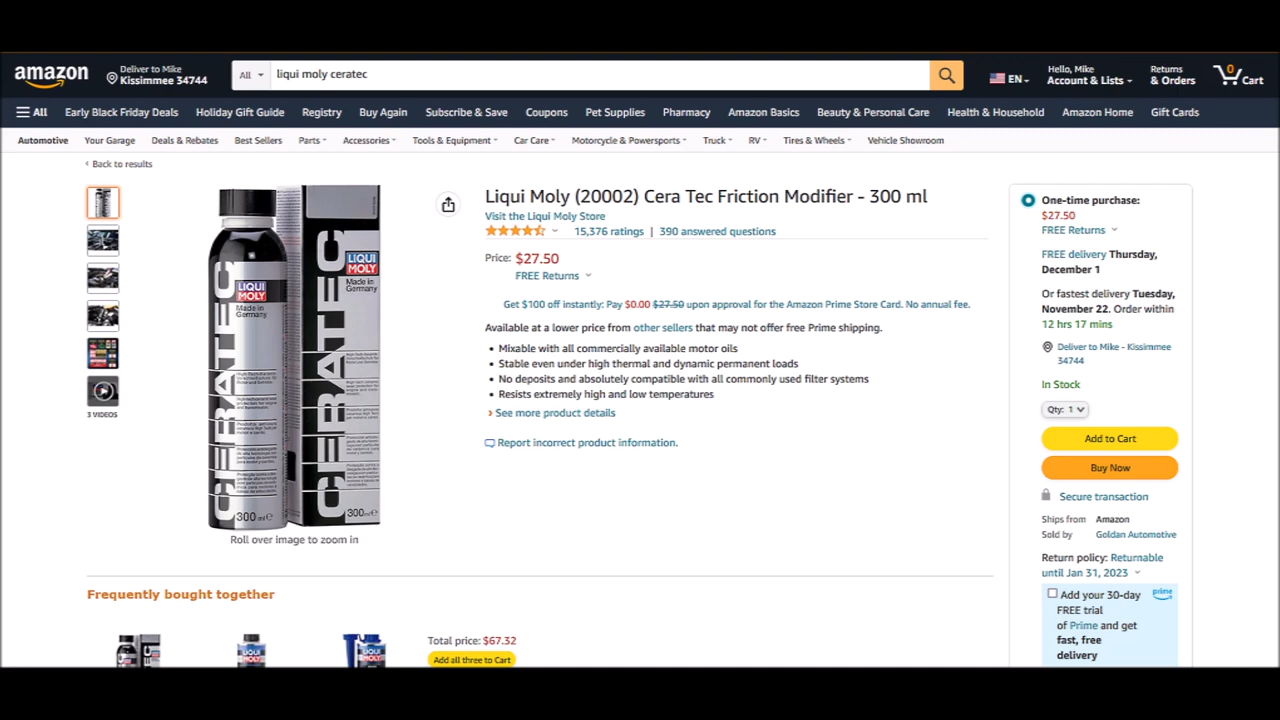 amazon
Deliver to Mike
Kissimmee 34744
All
liqui moly ceratec
EN
Hello, Mike
Account & Lists
Returns
& Orders
0
Cart
All
Early Black Friday Deals
Holiday Gift Guide
Registry
Buy Again
Subscribe & Save
Coupons
Pet Supplies
Pharmacy
Amazon Basics
Beauty & Personal Care
Health & Household
Amazon Home
Gift Cards
Automotive
Your Garage
Deals & Rebates
Best Sellers
Parts
Accessories
Tools & Equipment
Car Care
Motorcycle & Powersports
Truck
RV
Tires & Wheels
Vehicle Showroom
‹ Back to results
3 VIDEOS
LIQUI
MOLY
Made in
Germany
CERATEC
300 ml e
LIQUI
MOLY
Made in
Germany
CERATEC
300 ml e
Roll over image to zoom in
Liqui Moly (20002) Cera Tec Friction Modifier - 300 ml
Visit the Liqui Moly Store
15,376 ratings | 390 answered questions
Price: $27.50
FREE Returns
Get $100 off instantly: Pay $0.00 $27.50 upon approval for the Amazon Prime Store Card. No annual fee.
Available at a lower price from other sellers that may not offer free Prime shipping.
• Mixable with all commercially available motor oils
• Stable even under high thermal and dynamic permanent loads
• No deposits and absolutely compatible with all commonly used filter systems
• Resists extremely high and low temperatures
› See more product details
Report incorrect product information.
One-time purchase:
$27.50
FREE Returns
FREE delivery Thursday,
December 1
Or fastest delivery Tuesday,
November 22. Order within
12 hrs 17 mins
Deliver to Mike - Kissimmee
34744
In Stock
Qty: 1
Add to Cart
Buy Now
Secure transaction
Ships from Amazon
Sold by Goldan Automotive
Return policy: Returnable
until Jan 31, 2023
Add your 30-day
FREE trial
of Prime and get
fast, free
delivery
prime
Frequently bought together
LIQUI
MOLY
LIQUI
MOLY
Total price: $67.32
Add all three to Cart